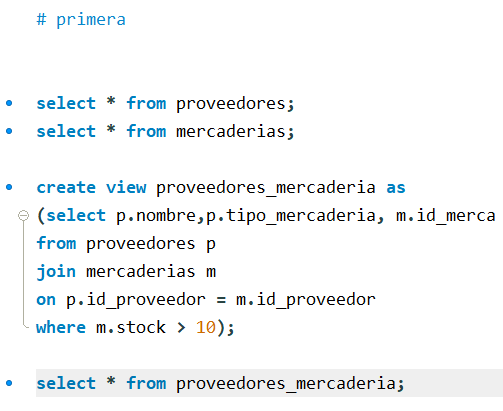 # primera
select * from proveedores;
select * from mercaderias;
create view proveedores_mercaderia as
(select p.nombre,p.tipo_mercaderia, m.id_merca
from proveedores p
join mercaderias m
on p.id_proveedor = m.id_proveedor
where m.stock > 10);
select * from proveedores_mercaderia;